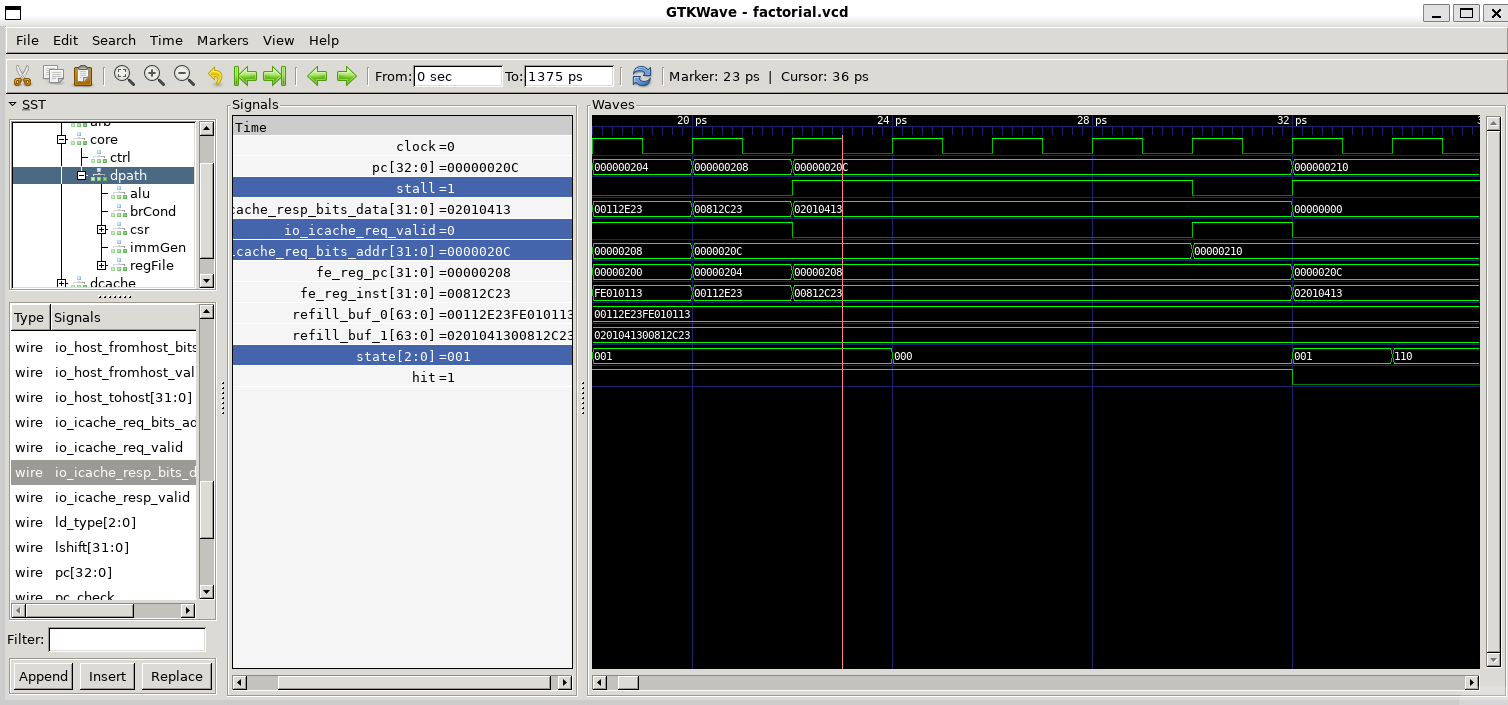 GTKWave - factorial.vcd
File Edit Search Time Markers View Help
From: 0 sec To: 1375 ps Marker: 23 ps | Cursor: 36 ps
SST
core
ctrl
dpath
alu
brCond
csr
immGen
regFile
dcache
Type Signals
wire io_host_fromhost_bits
wire io_host_fromhost_val
wire io_host_tohost[31:0]
wire io_icache_req_bits_ad
wire io_icache_req_valid
wire io_icache_resp_bits_d
wire io_icache_resp_valid
wire ld_type[2:0]
wire lshift[31:0]
wire pc[32:0]
wire pc_check
Filter:
Append Insert Replace
Signals
Time
clock=0
pc[32:0]=00000020C
stall=1
cache_resp_bits_data[31:0]=02010413
io_icache_req_valid=0
cache_req_bits_addr[31:0]=0000020C
fe_reg_pc[31:0]=00000208
fe_reg_inst[31:0]=00812C23
refill_buf_0[63:0]=00112E23FE010113
refill_buf_1[63:0]=0201041300812C23
state[2:0]=001
hit=1
Waves
20 ps 24 ps 28 ps 32 ps
000000204 000000208 00000020C 000000210
00112E23 00812C23 02010413 00000000
00000208 0000020C 00000210
00000200 00000204 00000208 0000020C
FE010113 00112E23 00812C23 02010413
00112E23FE010113
0201041300812C23
001 000 001 110